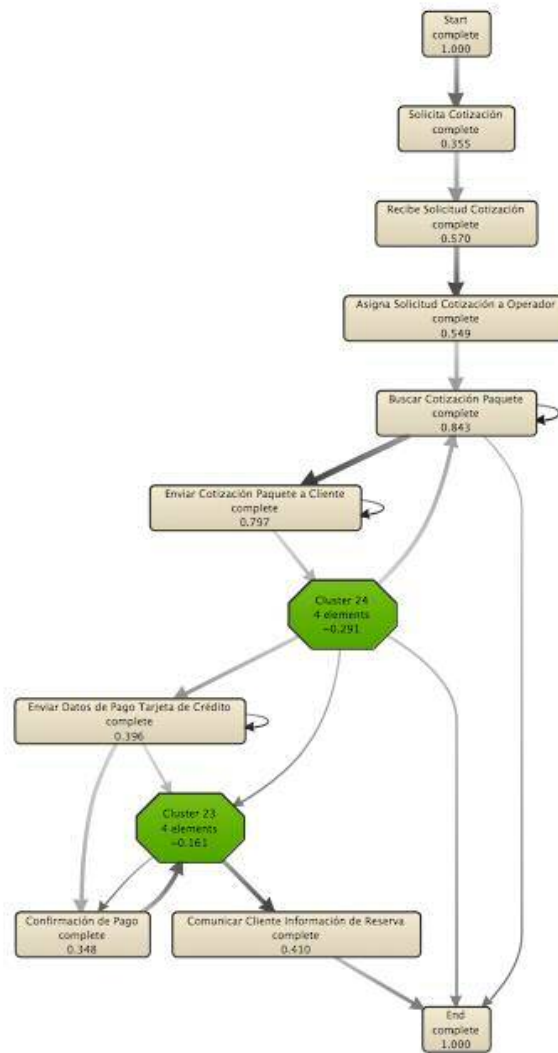 Start
complete
1.000
Solicita Cotización
complete
0.355
Recibe Solicitud Cotización
complete
0.570
Asigna Solicitud Cotización a Operador
complete
0.549
Buscar Cotización Paquete
complete
0.843
Enviar Cotización Paquete a Cliente
complete
0.797
Cluster 24
4 elements
~0.291
Enviar Datos de Pago Tarjeta de Crédito
complete
0.396
Cluster 23
4 elements
~0.161
Confirmación de Pago
complete
0.348
Comunicar Cliente Información de Reserva
complete
0.410
End
complete
1.000